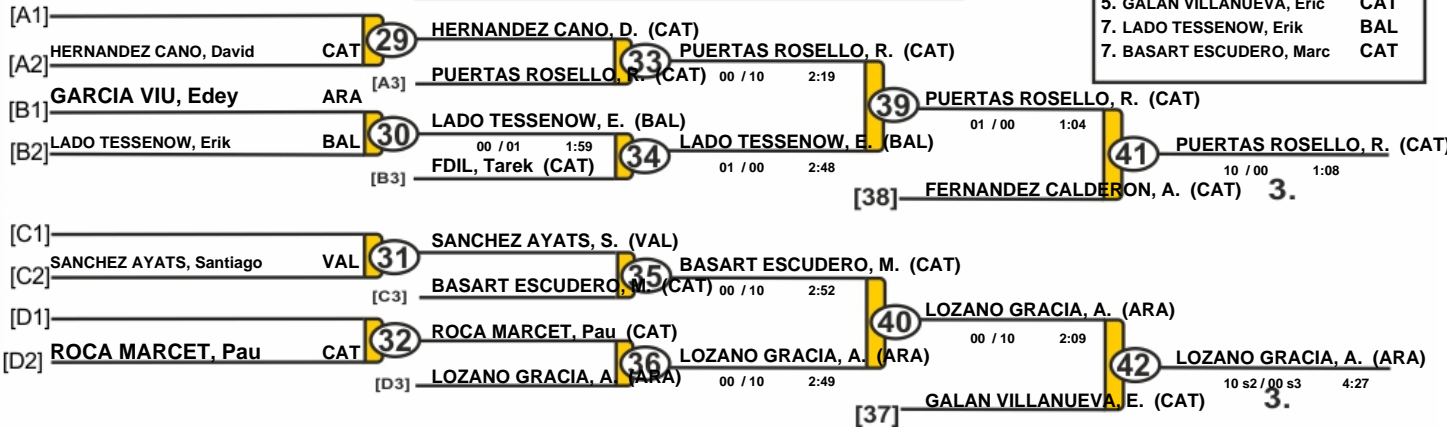 5. GALAN VILLANUEVA, Eric CAT
7. LADO TESSENOW, Erik BAL
7. BASART ESCUDERO, Marc CAT
[A1]
[A2] HERNANDEZ CANO, David CAT
29
HERNANDEZ CANO, D. (CAT)
[A3] PUERTAS ROSELLO, R. (CAT)
33
PUERTAS ROSELLO, R. (CAT)
00 / 10 2:19
[B1] GARCIA VIU, Edey ARA
[B2] LADO TESSENOW, Erik BAL
30
LADO TESSENOW, E. (BAL)
00 / 01 1:59
[B3] FDIL, Tarek (CAT)
34
LADO TESSENOW, E. (BAL)
01 / 00 2:48
39
PUERTAS ROSELLO, R. (CAT)
01 / 00 1:04
[38] FERNANDEZ CALDERON, A. (CAT)
41
PUERTAS ROSELLO, R. (CAT)
10 / 00 1:08
3.
[C1]
[C2] SANCHEZ AYATS, Santiago VAL
31
SANCHEZ AYATS, S. (VAL)
[C3] BASART ESCUDERO, M. (CAT)
35
BASART ESCUDERO, M. (CAT)
00 / 10 2:52
[D1]
[D2] ROCA MARCET, Pau CAT
32
ROCA MARCET, Pau (CAT)
[D3] LOZANO GRACIA, A. (ARA)
36
LOZANO GRACIA, A. (ARA)
00 / 10 2:49
40
LOZANO GRACIA, A. (ARA)
00 / 10 2:09
[37] GALAN VILLANUEVA, E. (CAT)
42
LOZANO GRACIA, A. (ARA)
10 s2 / 00 s3 4:27
3.